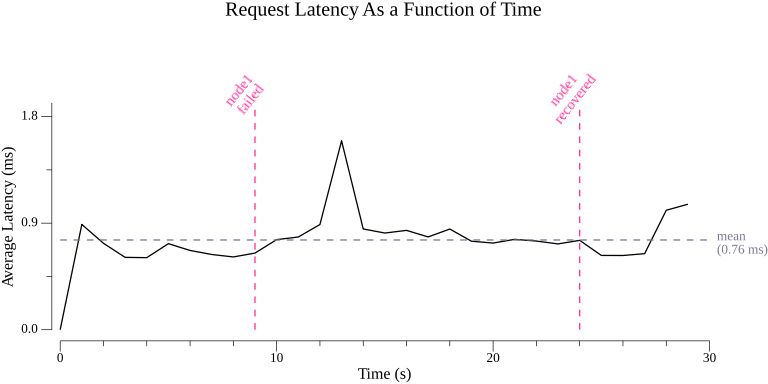 Request Latency As a Function of Time
node1
failed
node1
recovered
1.8
0.9
0.0
Average Latency (ms)
mean
(0.76 ms)
0
10
20
30
Time (s)